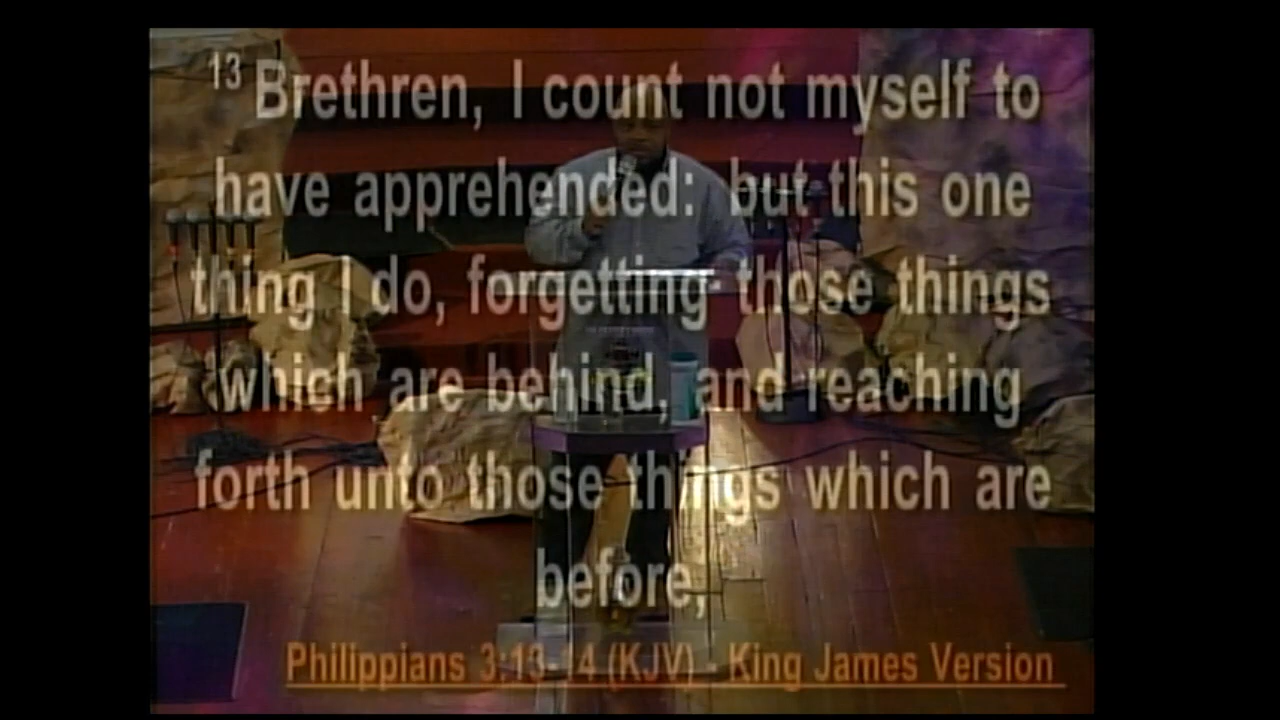 13 Brethren, I count not myself to
have apprehended: but this one
thing I do, forgetting those things
which are behind, and reaching
forth unto those things which are
before,
Philippians 3:13-14 (KJV) - King James Version